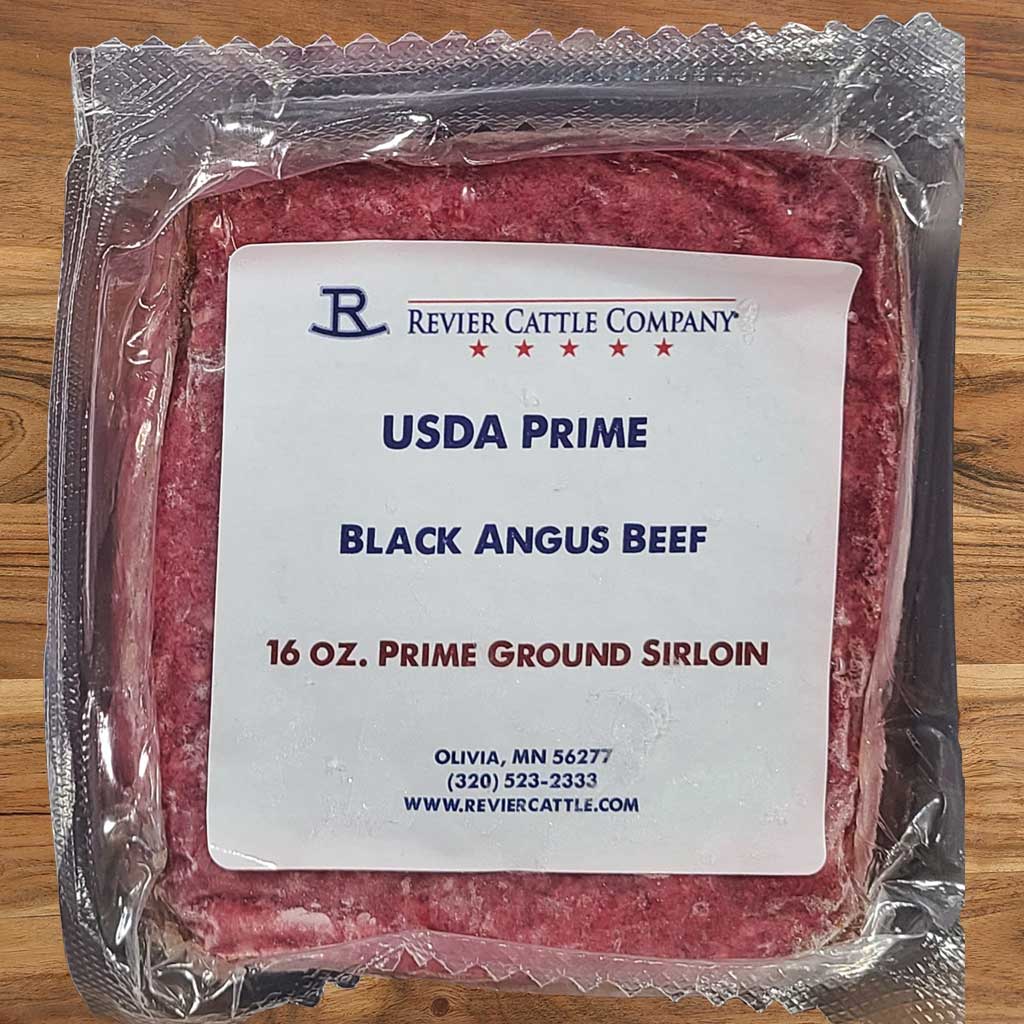 R
REVIER CATTLE COMPANY
USDA PRIME
BLACK ANGUS BEEF
16 OZ. PRIME GROUND SIRLOIN
OLIVIA, MN 56277
(320) 523-2333
WWW.REVIERCATTLE.COM